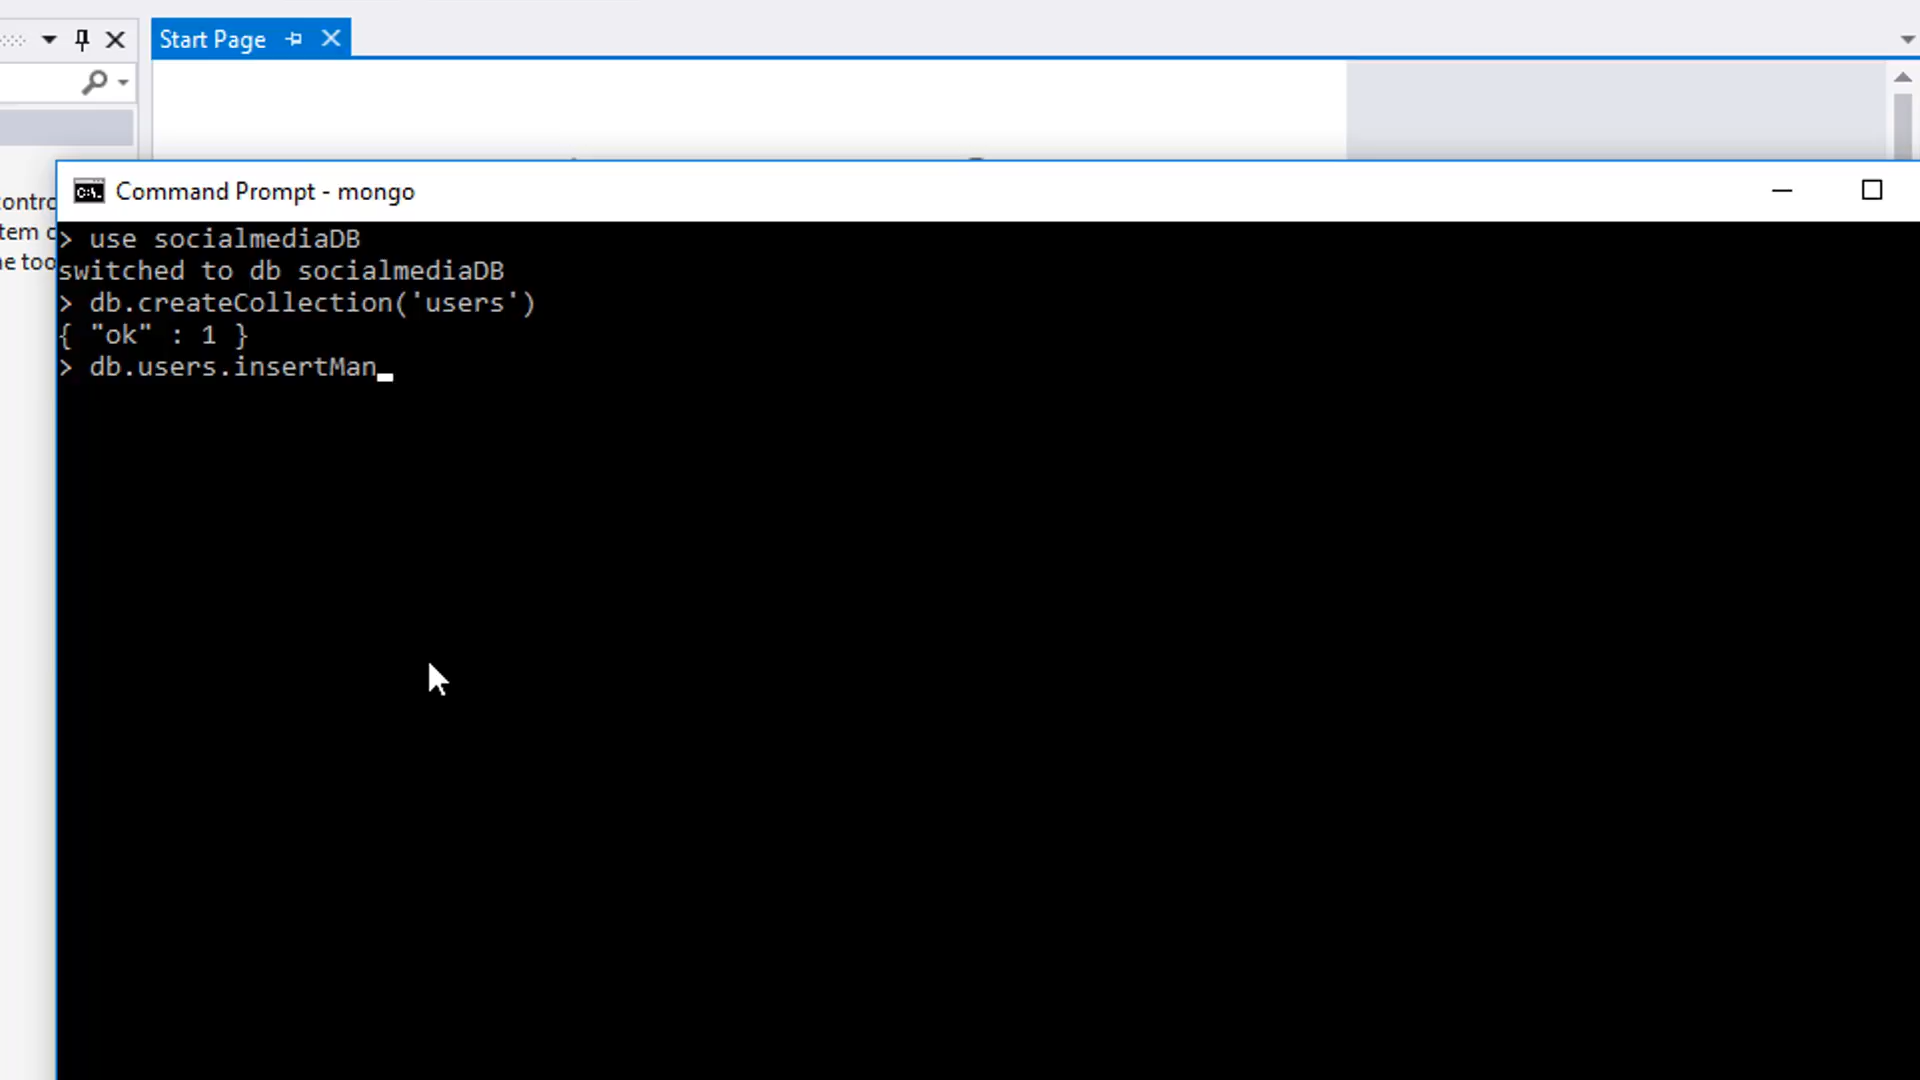 Start Page
Command Prompt - mongo
> use socialmediaDB
switched to db socialmediaDB
> db.createCollection('users')
{ "ok" : 1 }
> db.users.insertMan